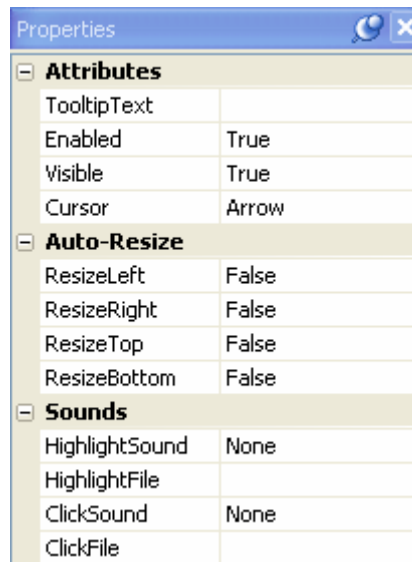 Properties
Attributes
TooltipText
Enabled True
Visible True
Cursor Arrow
Auto-Resize
ResizeLeft False
ResizeRight False
ResizeTop False
ResizeBottom False
Sounds
HighlightSound None
HighlightFile
ClickSound None
ClickFile